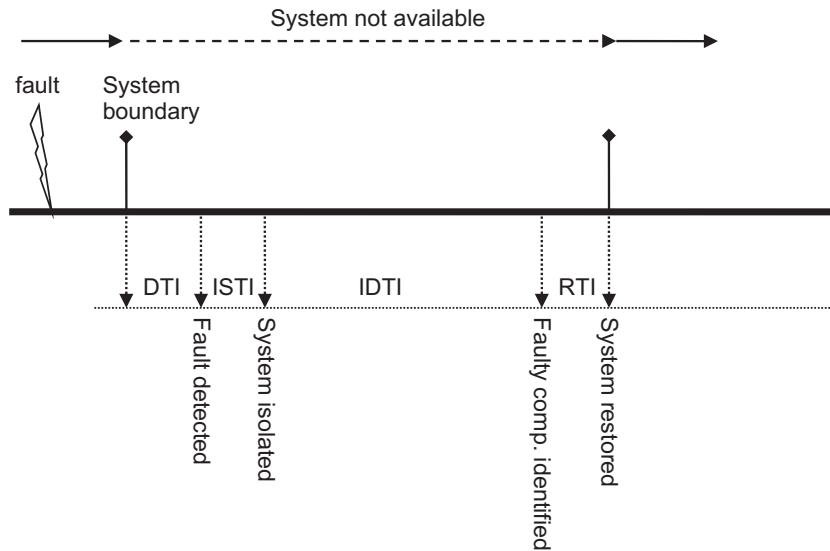 System not available
fault
System
boundary
DTI
ISTI
IDTI
RTI
Fault detected
System isolated
Faulty comp. identified
System restored